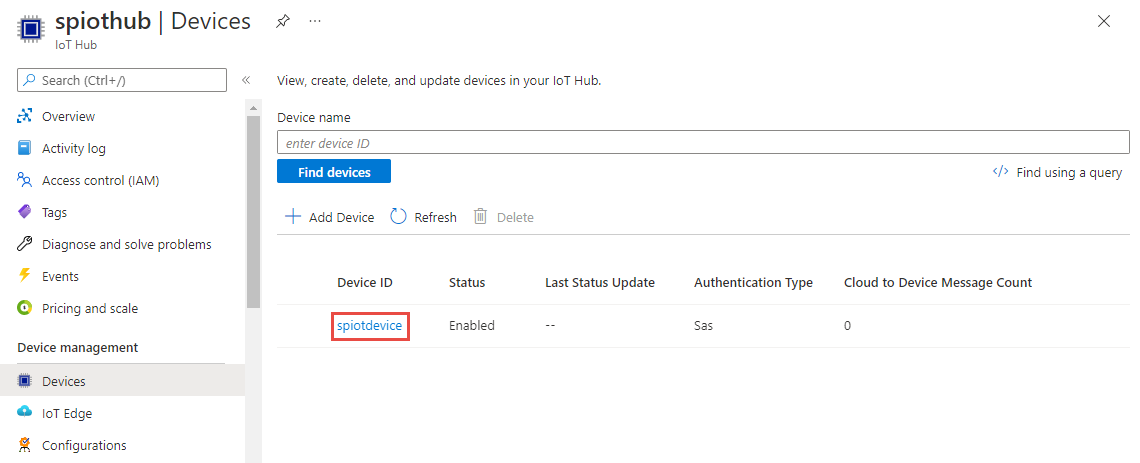 spiothub | Devices
IoT Hub
Search (Ctrl+/)
Overview
Activity log
Access control (IAM)
Tags
Diagnose and solve problems
Events
Pricing and scale
Device management
Devices
IoT Edge
Configurations
View, create, delete, and update devices in your IoT Hub.
Device name
enter device ID
Find devices
</> Find using a query
Add Device Refresh Delete
Device ID Status Last Status Update Authentication Type Cloud to Device Message Count
spiotdevice Enabled -- Sas 0